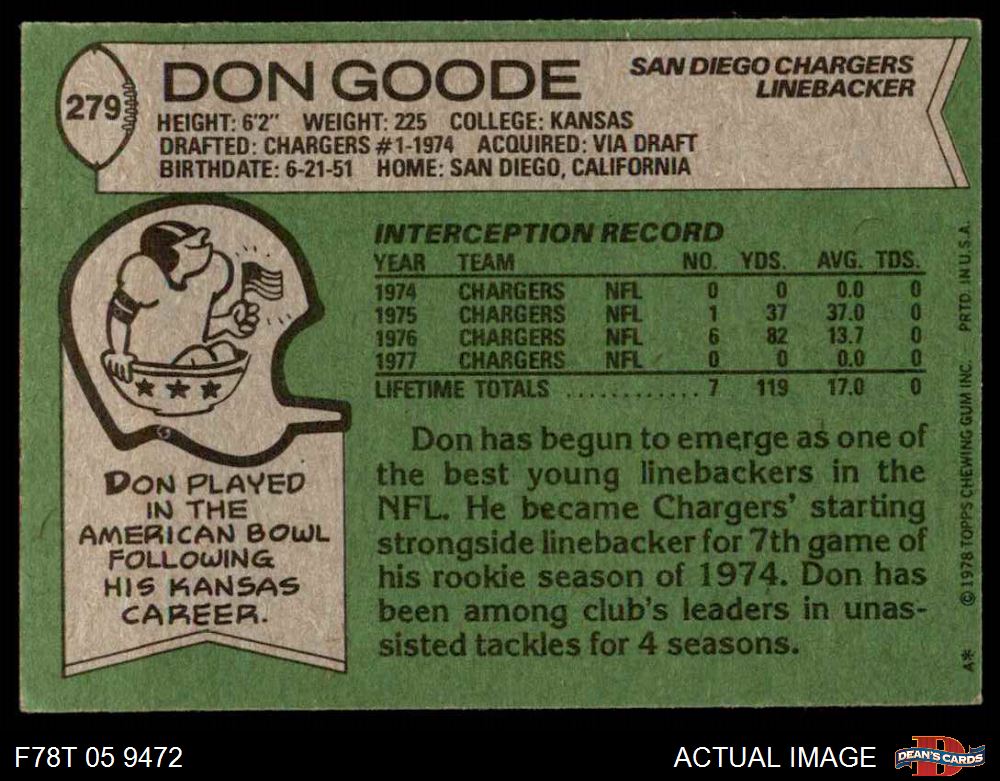 279
DON GOODE
SAN DIEGO CHARGERS
LINEBACKER
HEIGHT: 6'2" WEIGHT: 225 COLLEGE: KANSAS
DRAFTED: CHARGERS #1-1974 ACQUIRED: VIA DRAFT
BIRTHDATE: 6-21-51 HOME: SAN DIEGO, CALIFORNIA
INTERCEPTION RECORD
YEAR TEAM NO. YDS. AVG. TDS.
1974 CHARGERS NFL 0 0 0.0 0
1975 CHARGERS NFL 1 37 37.0 0
1976 CHARGERS NFL 6 82 13.7 0
1977 CHARGERS NFL 0 0 0.0 0
LIFETIME TOTALS ............ 7 119 17.0 0
DON PLAYED
IN THE
AMERICAN BOWL
FOLLOWING
HIS KANSAS
CAREER.
Don has begun to emerge as one of
the best young linebackers in the
NFL. He became Chargers' starting
strongside linebacker for 7th game of
his rookie season of 1974. Don has
been among club's leaders in unas-
sisted tackles for 4 seasons.
A* © 1978 TOPPS CHEWING GUM INC. PRTD. IN U.S.A.
F78T 05 9472
ACTUAL IMAGE
D
DEAN'S CARDS